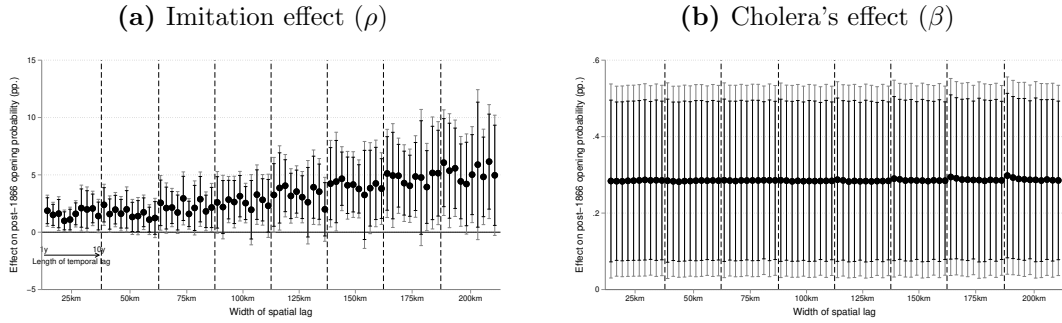 (a) Imitation effect (ρ)
Effect on post-1866 opening probability (pp.)
15
10
5
0
−5
1y
10y
Length of temporal lag
25km 50km 75km 100km 125km 150km 175km 200km
Width of spatial lag
(b) Cholera's effect (β)
Effect on post-1866 opening probability (pp.)
.6
.4
.2
0
25km 50km 75km 100km 125km 150km 175km 200km
Width of spatial lag